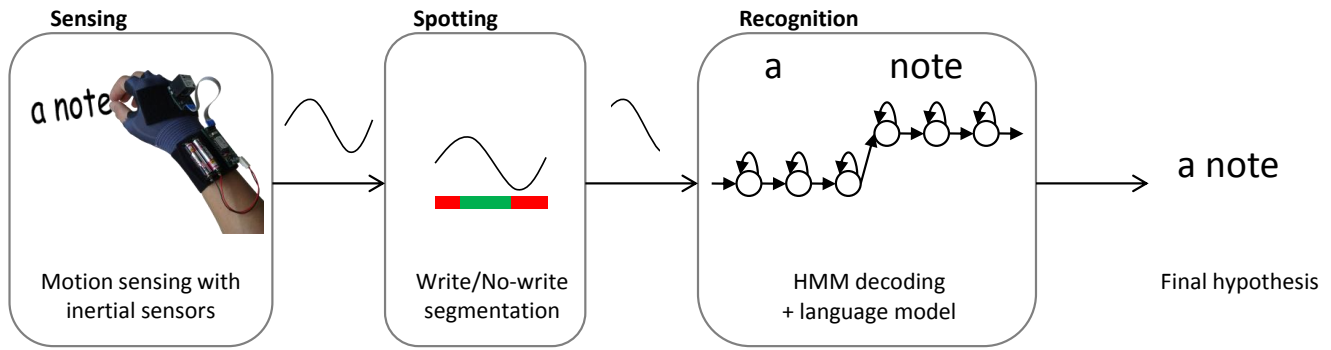 Sensing
Spotting
Recognition
a note
a note
a note
Motion sensing with
inertial sensors
Write/No-write
segmentation
HMM decoding
+ language model
Final hypothesis